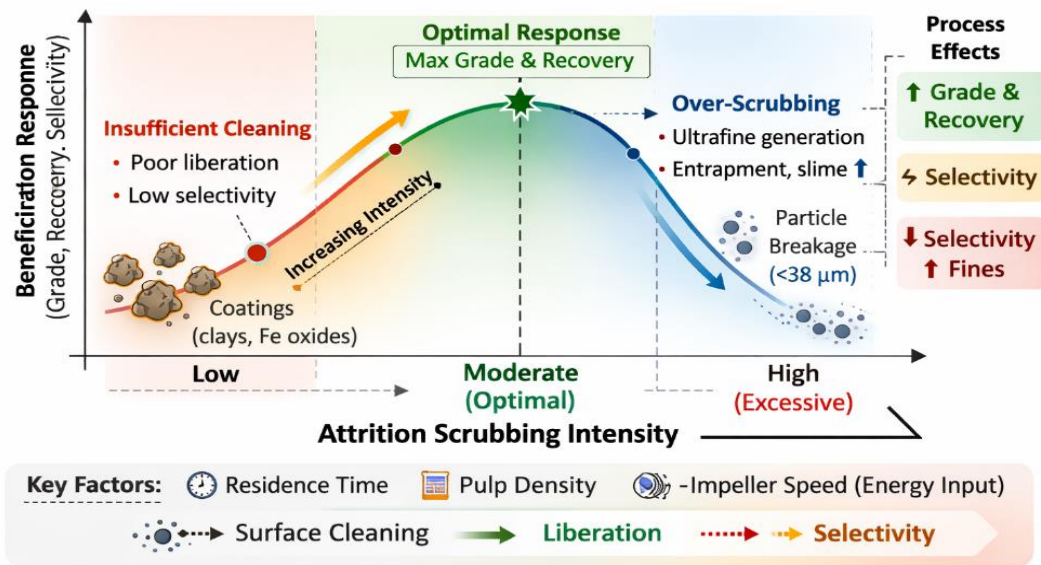 Beneficiration Response
(Grade, Reccœrry. Sellectivity)
Optimal Response
Max Grade & Recovery
Insufficient Cleaning
• Poor liberation
• Low selectivity
Increasing Intensity
Coatings
(clays, Fe oxides)
Over-Scrubbing
• Ultrafine generation
• Entrapment, slime ↑
Particle
Breakage
(<38 μm)
Process
Effects
↑ Grade &
Recovery
Selectivity
↓ Selectivity
↑ Fines
Low
Moderate
(Optimal)
High
(Excessive)
Attrition Scrubbing Intensity
Key Factors: Residence Time Pulp Density -Impeller Speed (Energy Input)
Surface Cleaning Liberation Selectivity